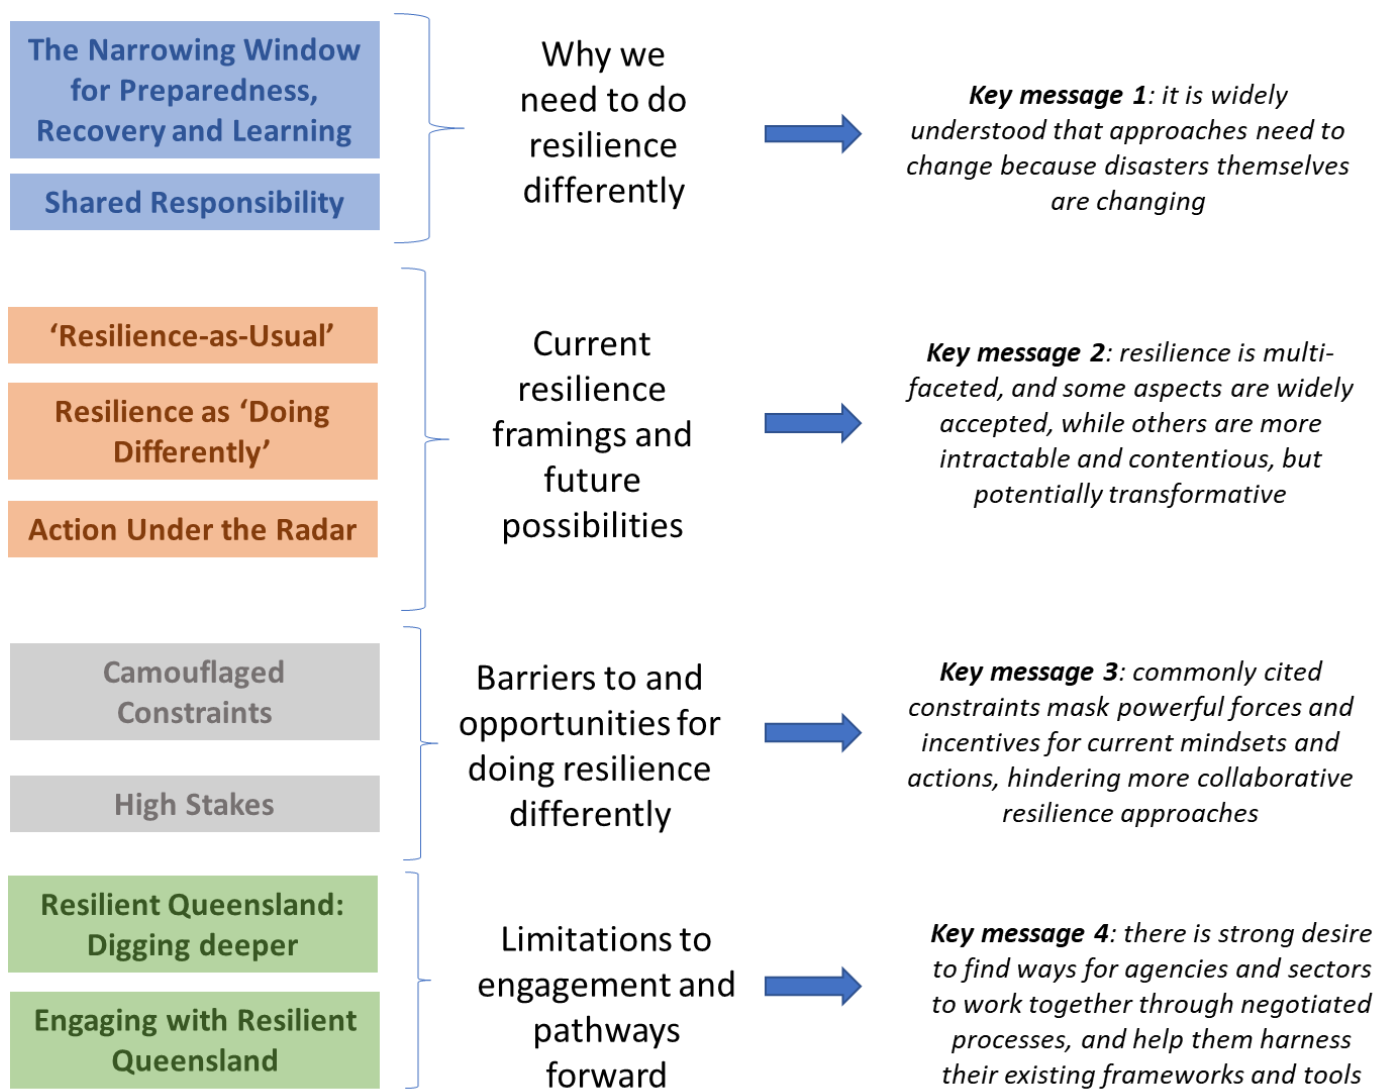 The Narrowing Window
for Preparedness,
Recovery and Learning
Shared Responsibility
Why we
need to do
resilience
differently
Key message 1: it is widely
understood that approaches need to
change because disasters themselves
are changing
‘Resilience-as-Usual’
Resilience as ‘Doing
Differently’
Action Under the Radar
Current
resilience
framings and
future
possibilities
Key message 2: resilience is multi-
faceted, and some aspects are widely
accepted, while others are more
intractable and contentious, but
potentially transformative
Camouflaged
Constraints
High Stakes
Barriers to and
opportunities for
doing resilience
differently
Key message 3: commonly cited
constraints mask powerful forces and
incentives for current mindsets and
actions, hindering more collaborative
resilience approaches
Resilient Queensland:
Digging deeper
Engaging with Resilient
Queensland
Limitations to
engagement and
pathways
forward
Key message 4: there is strong desire
to find ways for agencies and sectors
to work together through negotiated
processes, and help them harness
their existing frameworks and tools